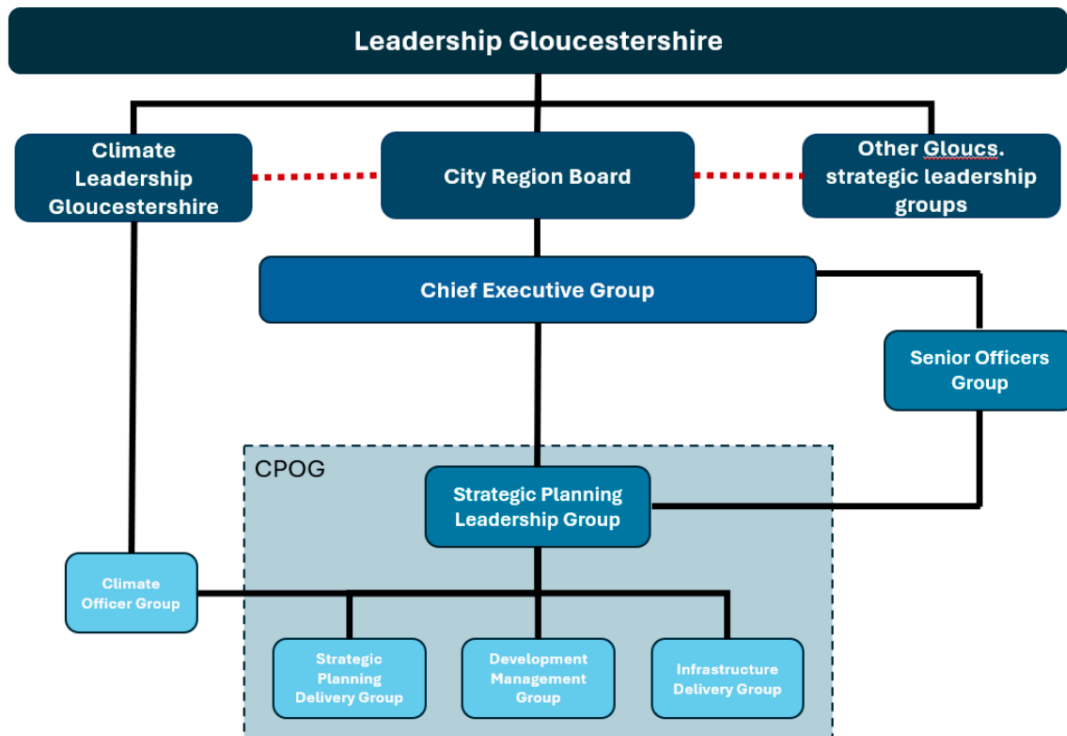 Leadership Gloucestershire
Climate
Leadership
Gloucestershire
City Region Board
Other Gloucs.
strategic leadership
groups
Chief Executive Group
Senior Officers
Group
CPOG
Strategic Planning
Leadership Group
Climate
Officer Group
Strategic
Planning
Delivery Group
Development
Management
Group
Infrastructure
Delivery Group